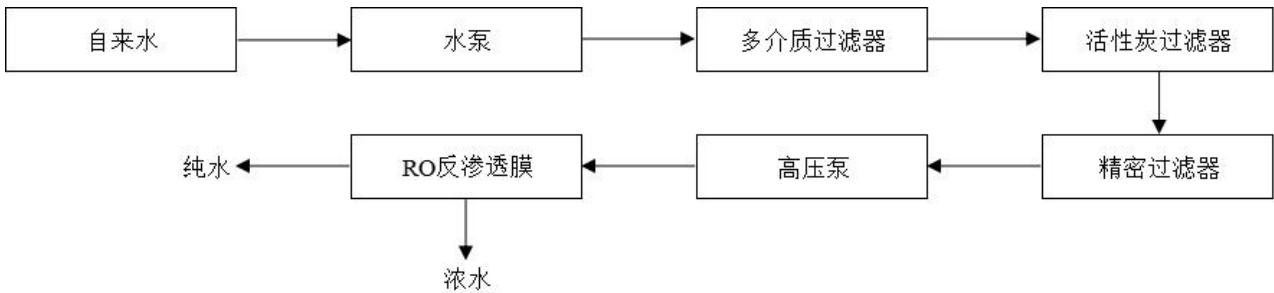 自来水
水泵
多介质过滤器
活性炭过滤器
纯水
RO反渗透膜
高压泵
精密过滤器
浓水